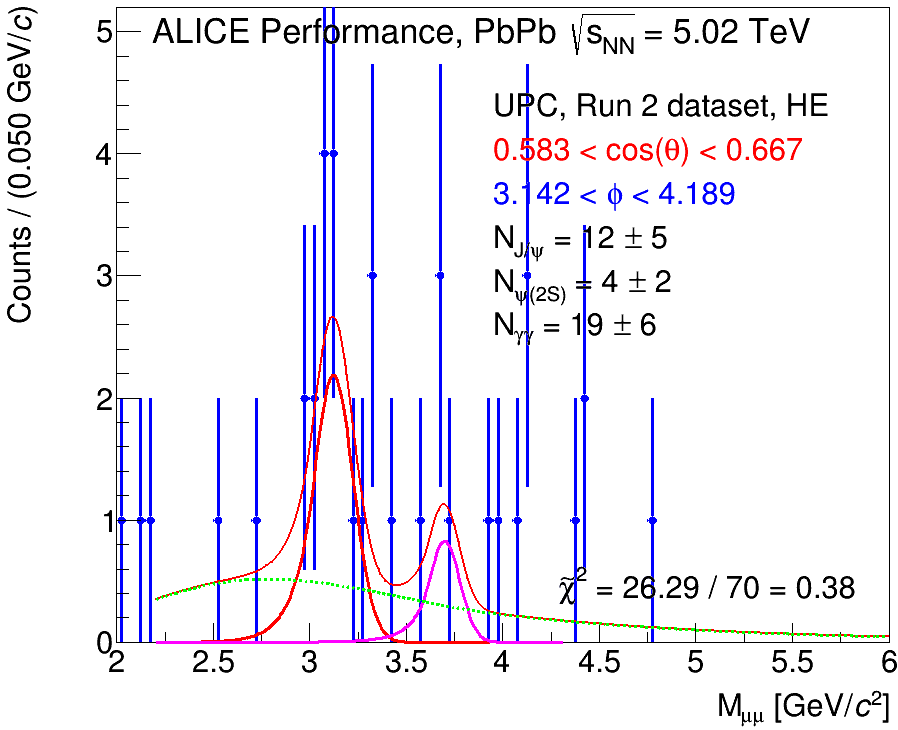 ALICE Performance, PbPb √sNN = 5.02 TeV
UPC, Run 2 dataset, HE
0.583 < cos(θ) < 0.667
3.142 < ϕ < 4.189
NJ/ψ = 12 ± 5
Nψ(2S) = 4 ± 2
Nγγ = 19 ± 6
χ̃2 = 26.29 / 70 = 0.38
Counts / (0.050 GeV/c)
5
4
3
2
1
0
2 2.5 3 3.5 4 4.5 5 5.5 6
Mμμ [GeV/c2]